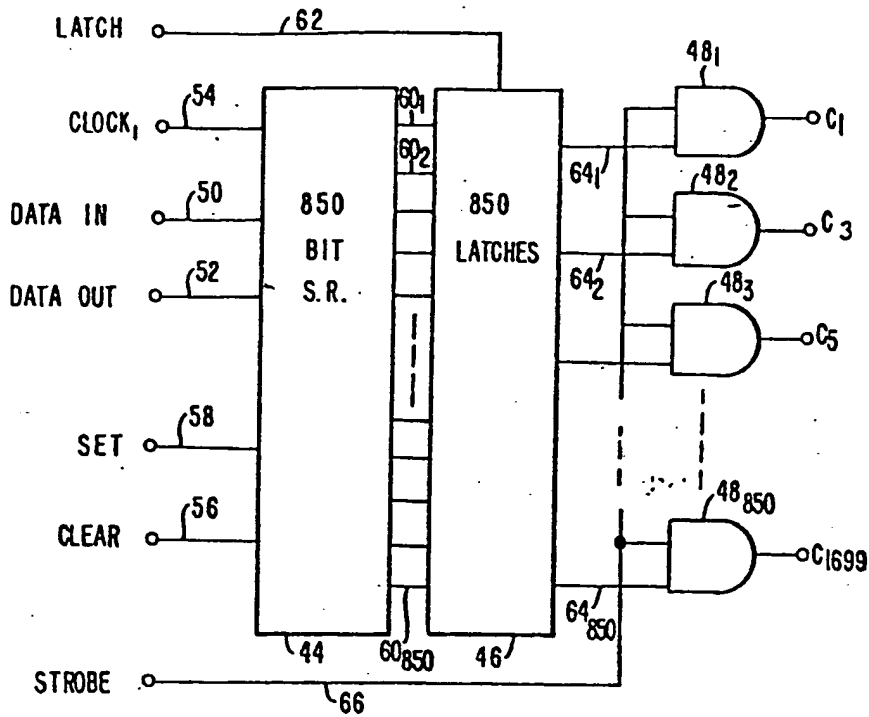 LATCH
62
48₁
CLOCK₁
54
60₁
C₁
60₂
64₁
48₂
DATA IN
50
850
BIT
S.R.
850
LATCHES
C₃
DATA OUT
52
64₂
48₃
C₅
SET
58
CLEAR
56
48₈₅₀
C₁₆₉₉
44
60₈₅₀
46
64₈₅₀
STROBE
66